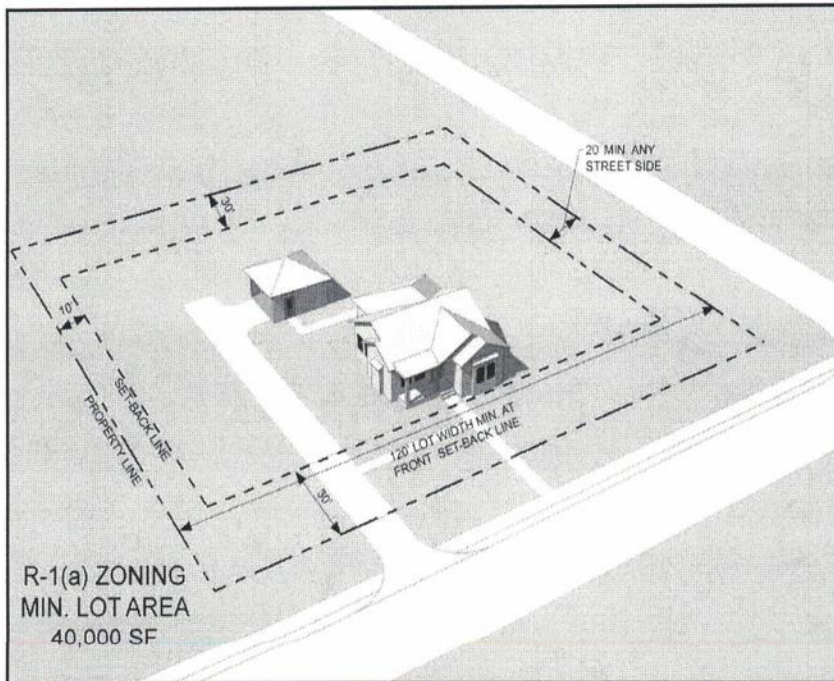 20 MIN. ANY
STREET SIDE
30'
10'
SET-BACK LINE
PROPERTY LINE
120' LOT WIDTH MIN. AT
FRONT SET-BACK LINE
30'
R-1(a) ZONING
MIN. LOT AREA
40,000 SF